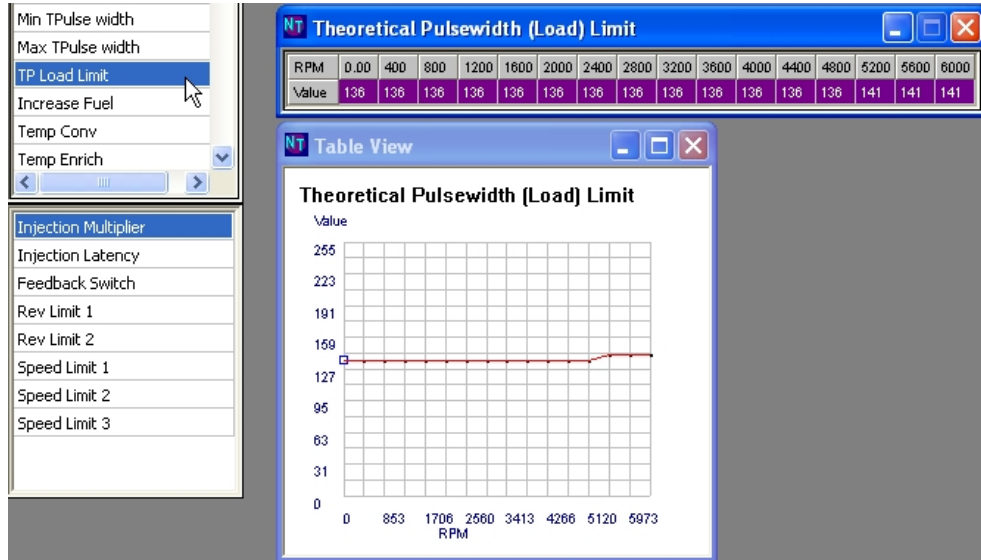 Min TPulse width
Max TPulse width
TP Load Limit
Increase Fuel
Temp Conv
Temp Enrich
Injection Multiplier
Injection Latency
Feedback Switch
Rev Limit 1
Rev Limit 2
Speed Limit 1
Speed Limit 2
Speed Limit 3
NT Theoretical Pulsewidth (Load) Limit
RPM 0.00 400 800 1200 1600 2000 2400 2800 3200 3600 4000 4400 4800 5200 5600 6000
Value 136 136 136 136 136 136 136 136 136 136 136 136 136 141 141 141
NT Table View
Theoretical Pulsewidth (Load) Limit
Value
255
223
191
159
127
95
63
31
0
0 853 1706 2560 3413 4266 5120 5973
RPM